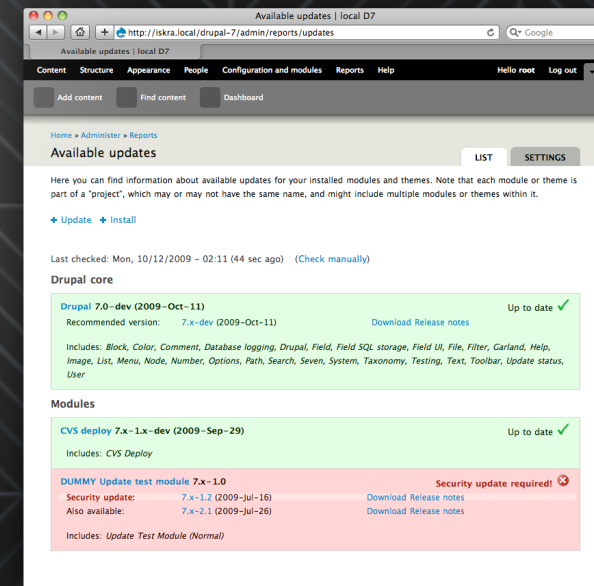 Available updates | local D7
http://iskra.local/drupal-7/admin/reports/updates
Google
Available updates | local D7
Content Structure Appearance People Configuration and modules Reports Help Hello root Log out
Add content Find content Dashboard
Home » Administer » Reports
Available updates
LIST SETTINGS
Here you can find information about available updates for your installed modules and themes. Note that each module or theme is
part of a "project", which may or may not have the same name, and might include multiple modules or themes within it.
+ Update + Install
Last checked: Mon, 10/12/2009 - 02:11 (44 sec ago) (Check manually)
Drupal core
Drupal 7.0-dev (2009-Oct-11) Up to date
Recommended version: 7.x-dev (2009-Oct-11) Download Release notes
Includes: Block, Color, Comment, Database logging, Drupal, Field, Field SQL storage, Field UI, File, Filter, Garland, Help,
Image, List, Menu, Node, Number, Options, Path, Search, Seven, System, Taxonomy, Testing, Text, Toolbar, Update status,
User
Modules
CVS deploy 7.x-1.x-dev (2009-Sep-29) Up to date
Includes: CVS Deploy
DUMMY Update test module 7.x-1.0 Security update required!
Security update: 7.x-1.2 (2009-Jul-16) Download Release notes
Also available: 7.x-2.1 (2009-Jul-26) Download Release notes
Includes: Update Test Module (Normal)